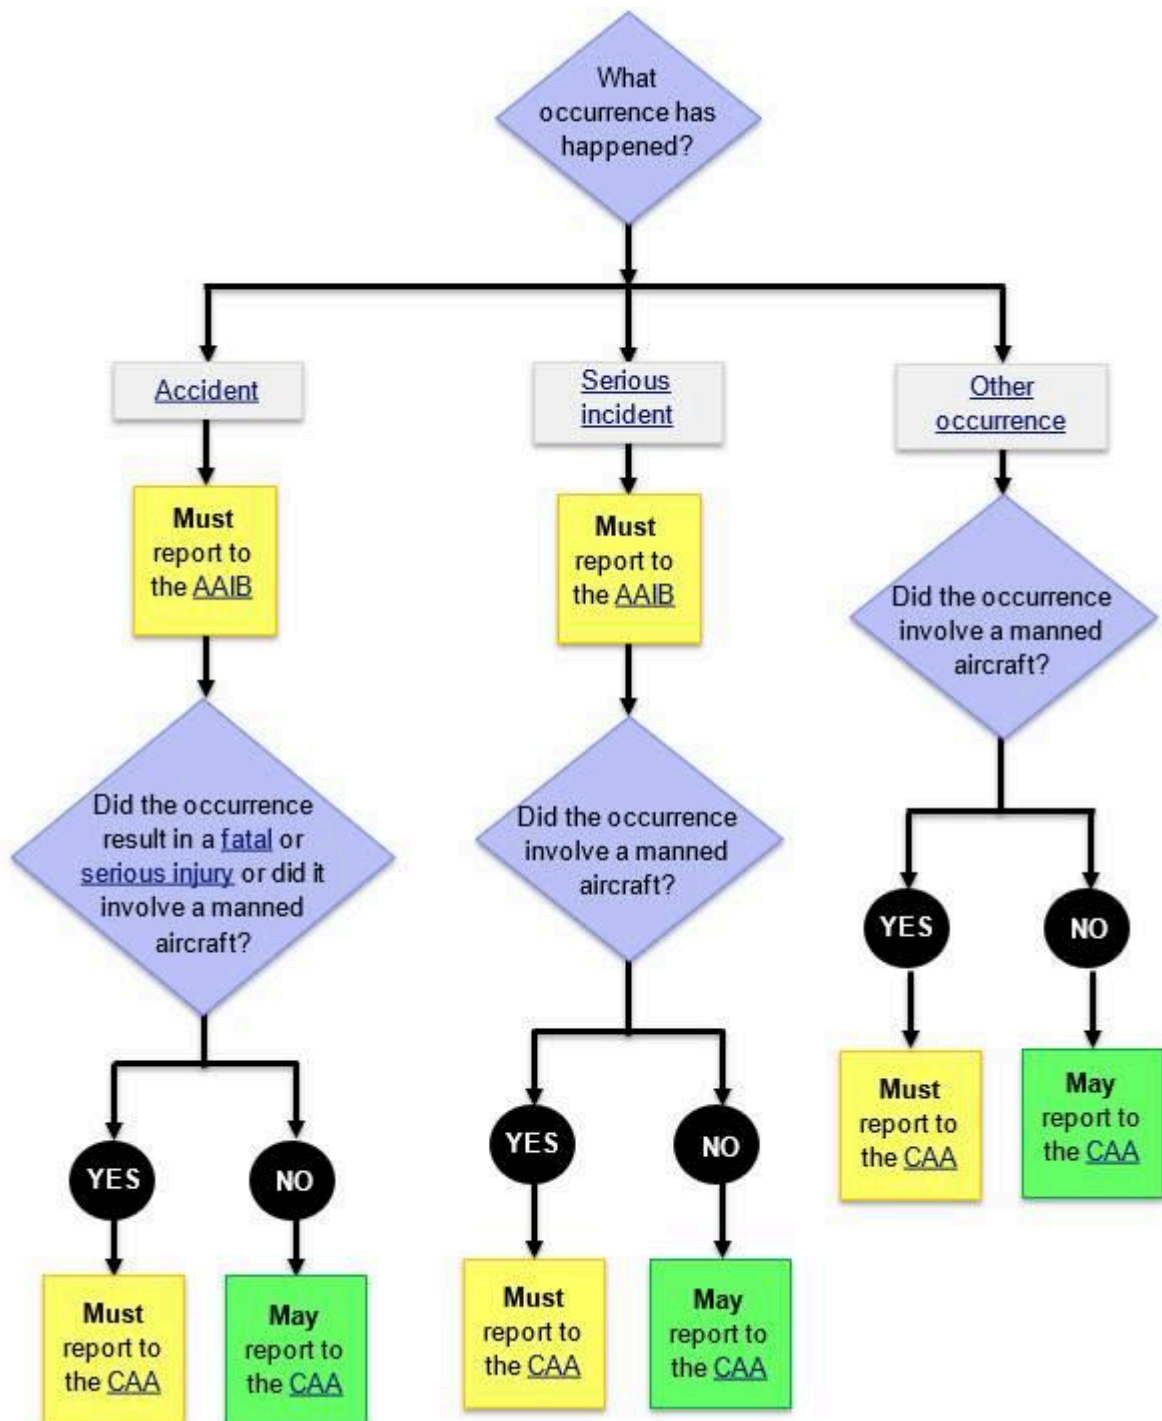 What
occurrence has
happened?
Accident
Serious
incident
Other
occurrence
Must
report to
the AAIB
Must
report to
the AAIB
Did the occurrence
involve a manned
aircraft?
Did the occurrence
result in a fatal or
serious injury or did it
involve a manned
aircraft?
Did the occurrence
involve a manned
aircraft?
YES
NO
YES
NO
YES
NO
Must
report to
the CAA
May
report to
the CAA
Must
report to
the CAA
May
report to
the CAA
Must
report to
the CAA
May
report to
the CAA